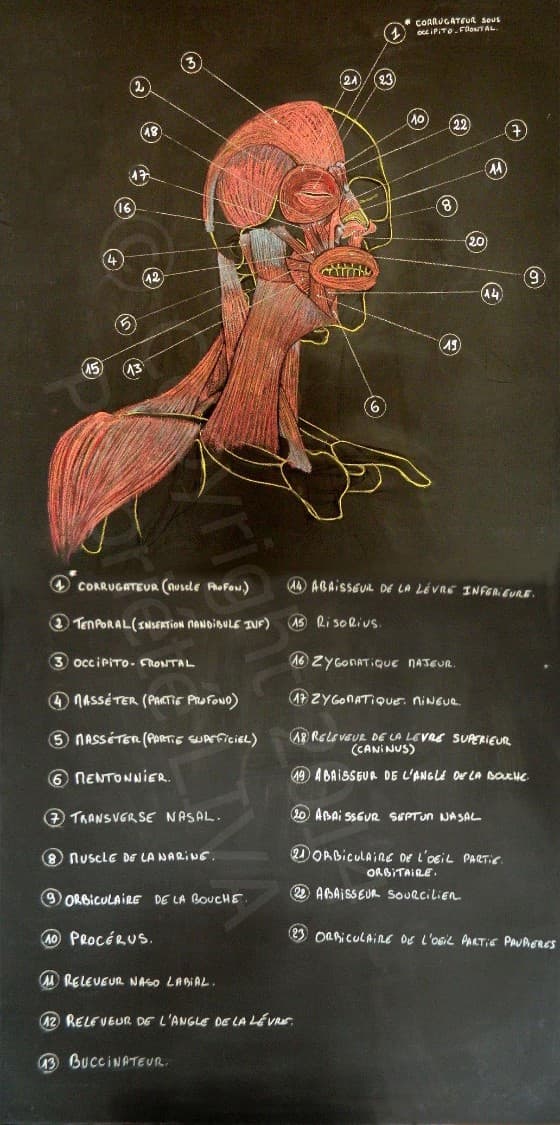 1 * CORRUGATEUR SOUS
OCCIPITO-FRONTAL.
3
21
23
2
10
22
18
7
17
11
16
8
4
20
12
9
14
5
19
15
13
6
1 * CORRUGATEUR (MUSCLE PROFON.)
2 TEMPORAL (INSERTION MANDIBULE INF)
3 OCCIPITO-FRONTAL
4 MASSÉTER (PARTIE PROFOND)
5 MASSÉTER (PARTIE SUPERFICIEL)
6 MENTONNIER.
7 TRANSVERSE NASAL.
8 MUSCLE DE LA NARINE.
9 ORBICULAIRE DE LA BOUCHE.
10 PROCÉRUS.
11 RELEVEUR NASO LABIAL.
12 RELEVEUR DE L'ANGLE DE LA LÉVRE.
13 BUCCINATEUR.
14 ABAISSEUR DE LA LÉVRE INFERIEURE.
15 RISORIUS.
16 ZYGOMATIQUE MAJEUR.
17 ZYGOMATIQUE. MINEUR
18 RELEVEUR DE LA LEVRE SUPERIEUR
(CANINUS)
19 ABAISSEUR DE L'ANGLE DE LA BOUCHE.
20 ABAISSEUR SEPTUM NASAL
21 ORBICULAIRE DE L'OEIL PARTIE.
ORBITAIRE.
22 ABAISSEUR SOURCILIER
23 ORBICULAIRE DE L'OEIL PARTIE PAUPIERES